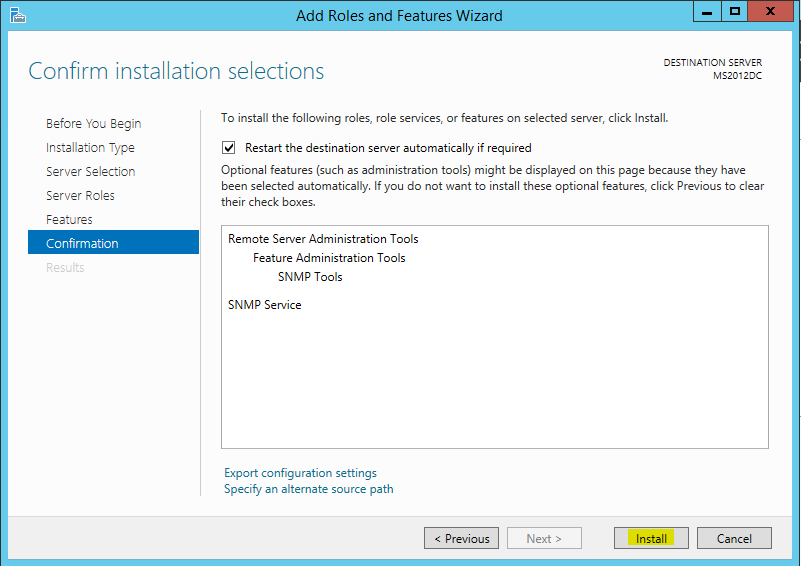 Add Roles and Features Wizard
Confirm installation selections
DESTINATION SERVER
MS2012DC
Before You Begin
Installation Type
Server Selection
Server Roles
Features
Confirmation
Results
To install the following roles, role services, or features on selected server, click Install.
Restart the destination server automatically if required
Optional features (such as administration tools) might be displayed on this page because they have
been selected automatically. If you do not want to install these optional features, click Previous to clear
their check boxes.
Remote Server Administration Tools
Feature Administration Tools
SNMP Tools
SNMP Service
Export configuration settings
Specify an alternate source path
< Previous
Next >
Install
Cancel